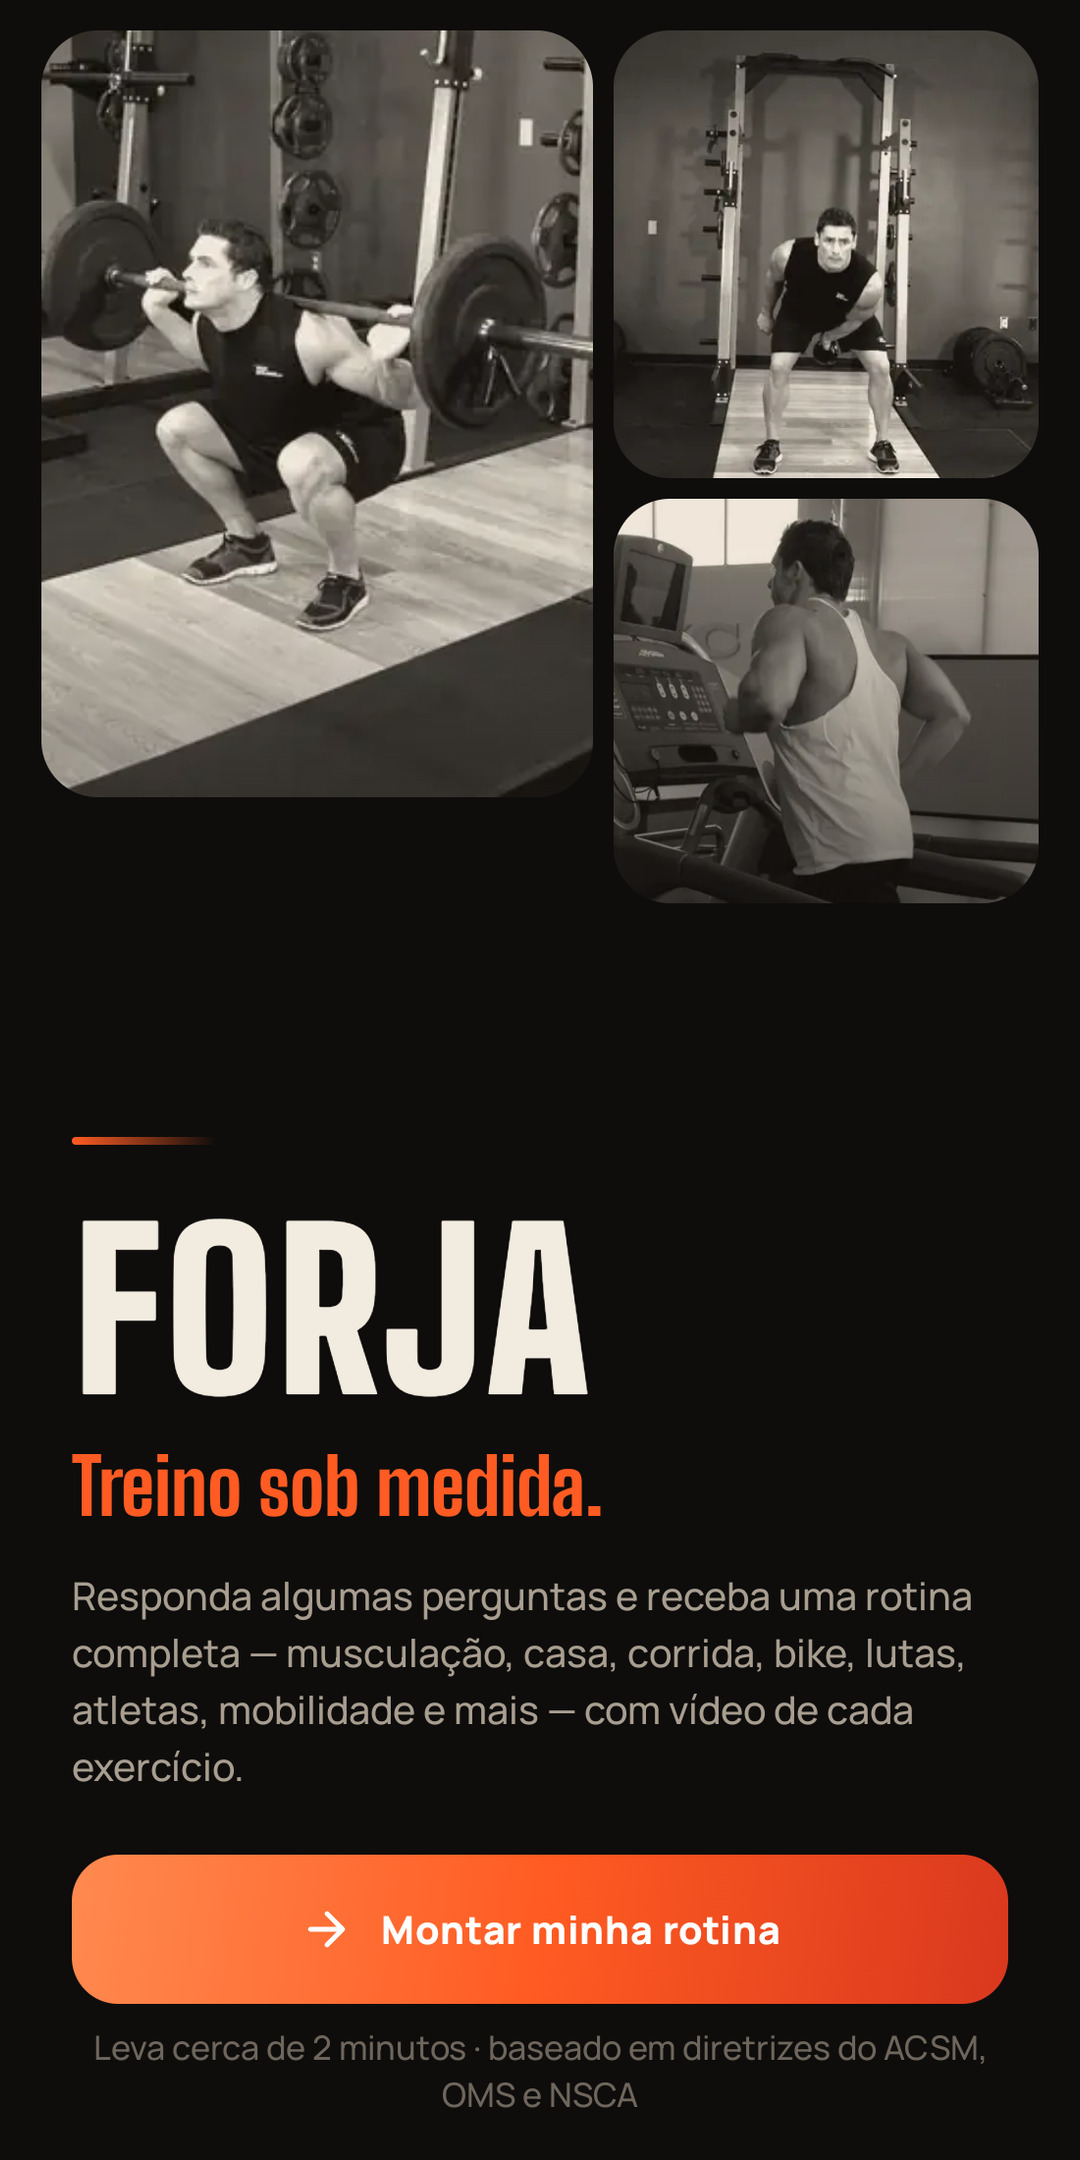 FORJA
Treino sob medida.
Responda algumas perguntas e receba uma rotina
completa — musculação, casa, corrida, bike, lutas,
atletas, mobilidade e mais — com vídeo de cada
exercício.
Montar minha rotina
Leva cerca de 2 minutos · baseado em diretrizes do ACSM,
OMS e NSCA